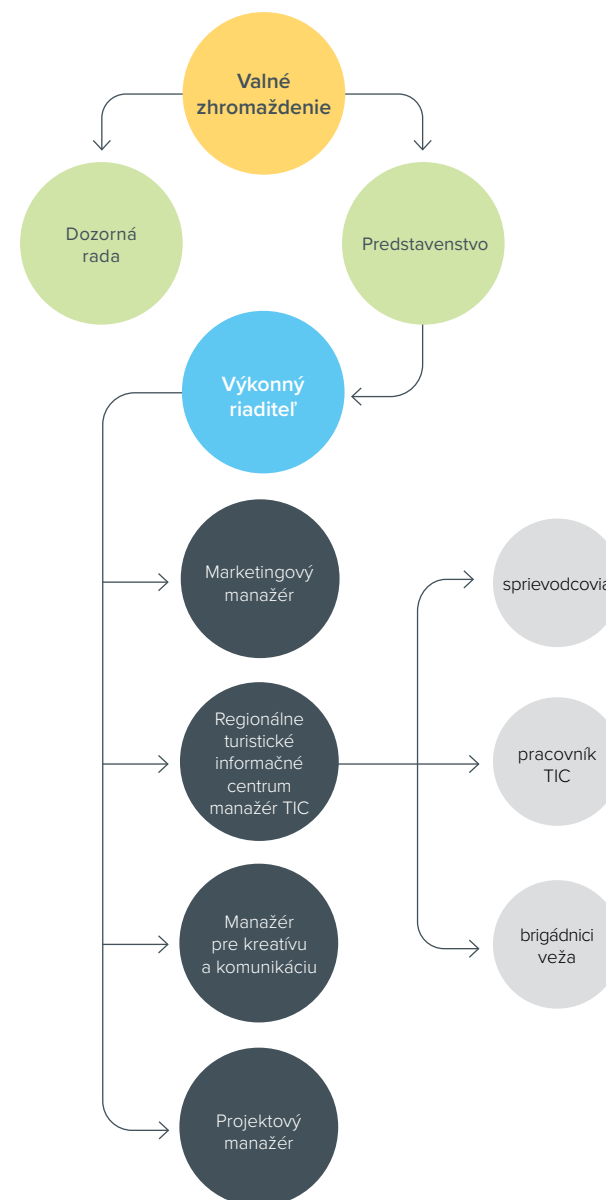 Valné
zhromaždenie
Dozorná
rada
Predstavenstvo
Výkonný
riaditeľ
Marketingový
manažér
sprievodcovia
Regionálne
turistické
informačné
centrum
manažér TIC
pracovník
TIC
Manažér
pre kreatívu
a komunikáciu
brigádnici
veža
Projektový
manažér